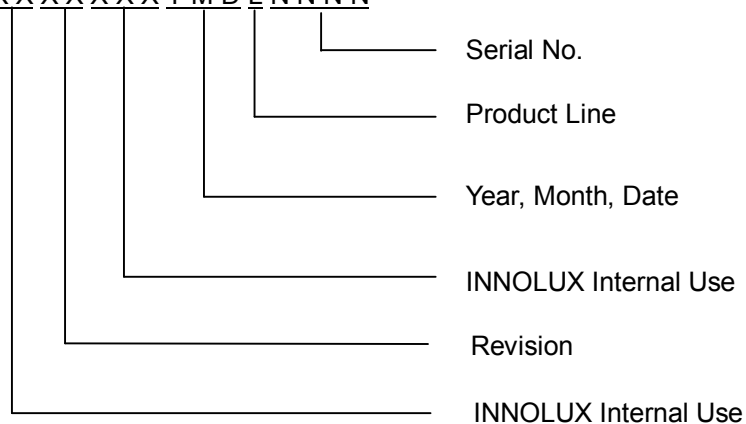 X X X X X X X Y M D L N N N N
Serial No.
Product Line
Year, Month, Date
INNOLUX Internal Use
Revision
INNOLUX Internal Use